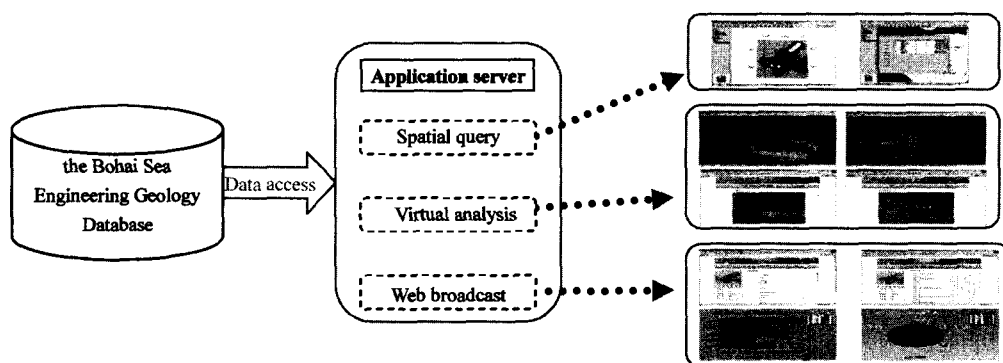 the Bohai Sea
Engineering Geology
Database
Data access
Application server
Spatial query
Virtual analysis
Web broadcast